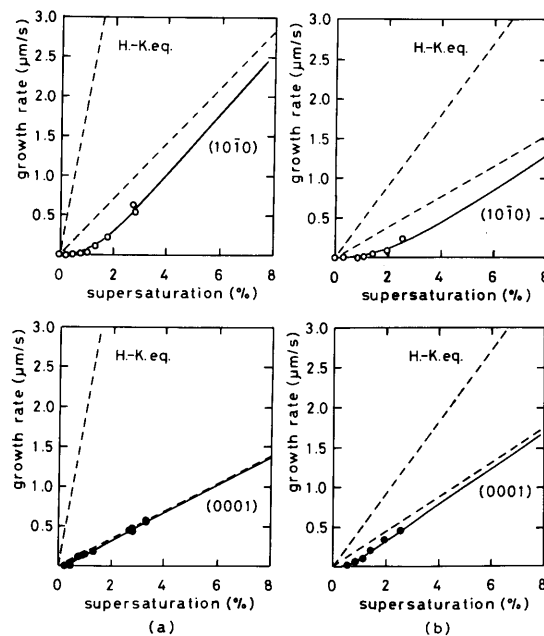 3.0
2.5
2.0
1.5
1.0
0.5
growth rate (μm/s)
H.-K.eq.
(101̄0)
0 2 4 6 8
supersaturation (%)
3.0
2.5
2.0
1.5
1.0
0.5
growth rate (μm/s)
H.-K.eq.
(101̄0)
0 2 4 6 8
supersaturation (%)
3.0
2.5
2.0
1.5
1.0
0.5
growth rate (μm/s)
H.-K.eq.
(0001)
0 2 4 6 8
supersaturation (%)
(a)
3.0
2.5
2.0
1.5
1.0
0.5
growth rate (μm/s)
H.-K.eq.
(0001)
0 2 4 6 8
supersaturation (%)
(b)